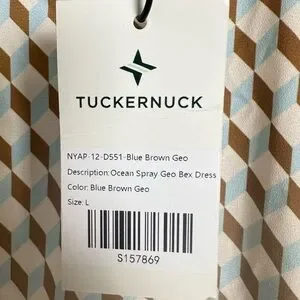 TUCKERNUCK
NYAP-12-D551-Blue Brown Geo
Description:Ocean Spray Geo Bex Dress
Color: Blue Brown Geo
Size: L
S157869